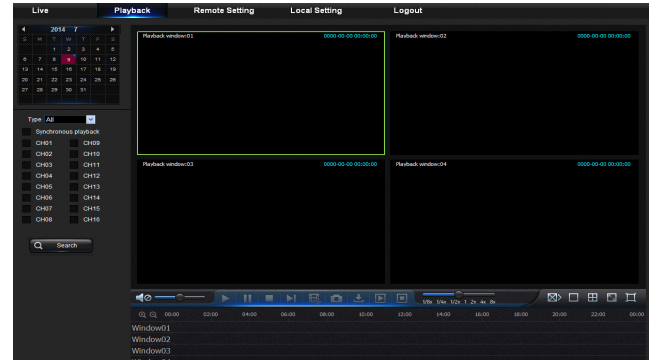 Live Playback Remote Setting Local Setting Logout
2014 7
S M T W T F S
1 2 3 4 5
6 7 8 9 10 11 12
13 14 15 16 17 18 19
20 21 22 23 24 25 26
27 28 29 30 31
Type All
Synchronous playback
CH01 CH09
CH02 CH10
CH03 CH11
CH04 CH12
CH05 CH13
CH06 CH14
CH07 CH15
CH08 CH16
Search
Playback window:01 0000-00-00 00:00:00
Playback window:02 0000-00-00 00:00:00
Playback window:03 0000-00-00 00:00:00
Playback window:04 0000-00-00 00:00:00
1/8x 1/4x 1/2x 1 2x 4x 8x
00:00 02:00 04:00 06:00 08:00 10:00 12:00 14:00 16:00 18:00 20:00 22:00 00:00
Window01
Window02
Window03